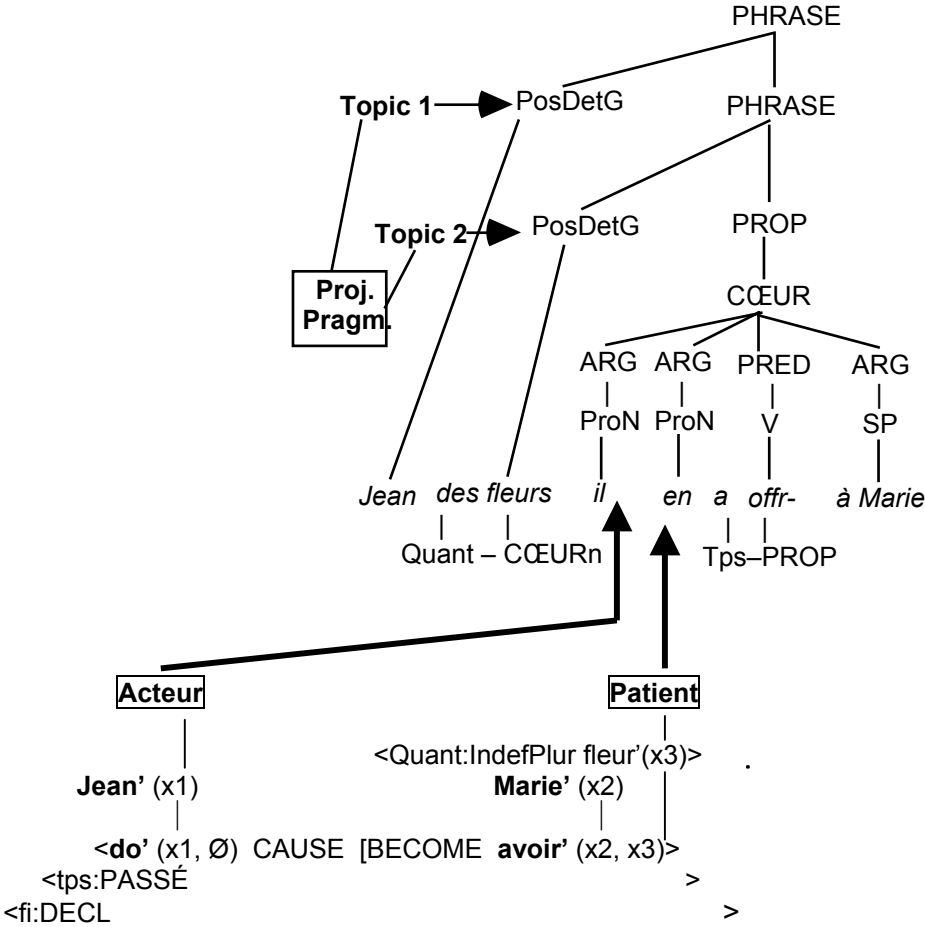 PHRASE
Topic 1 PosDetG PHRASE
Topic 2 PosDetG PROP
Proj.
Pragm.
CŒUR
ARG ARG PRED ARG
ProN ProN V SP
Jean des fleurs il en a offr- à Marie
Quant – CŒURn Tps–PROP
Acteur Patient
<Quant:IndefPlur fleur’(x3)> .
Jean’ (x1) Marie’ (x2)
<do’ (x1, Ø) CAUSE [BECOME avoir’ (x2, x3)>
<tps:PASSÉ >
<fi:DECL >